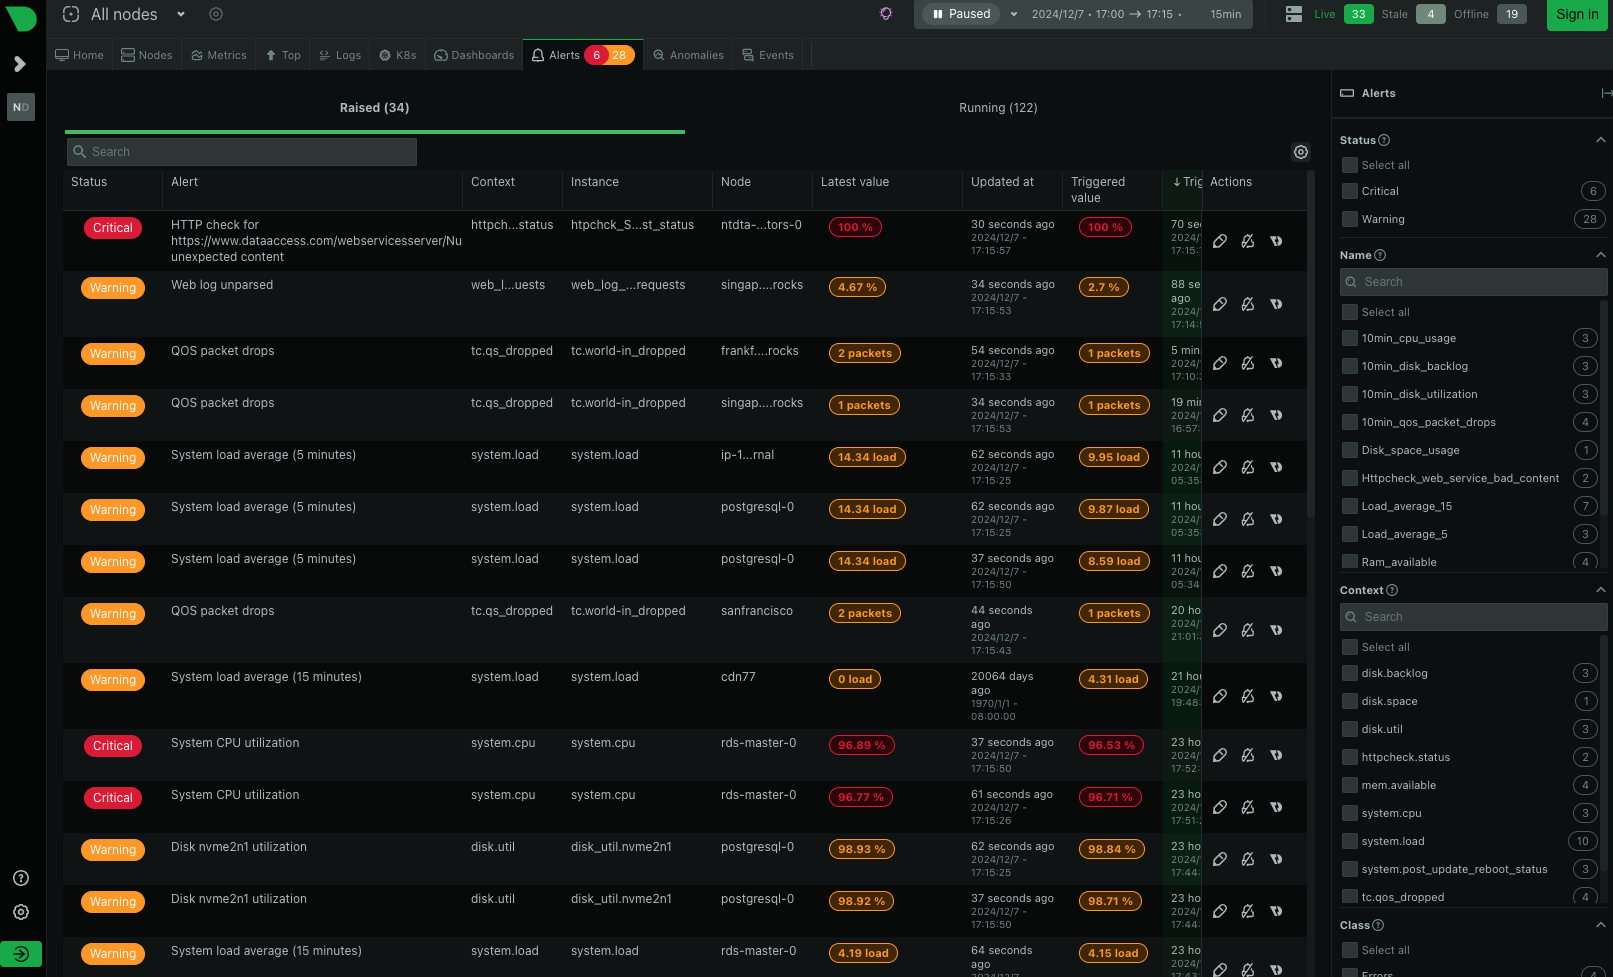 All nodes
Paused
2024/12/7 • 17:00 → 17:15 •
15min
Live 33 Stale 4 Offline 19
Sign in
Home Nodes Metrics Top Logs K8s Dashboards Alerts 6 28 Anomalies Events
ND
Raised (34)
Running (122)
Search
Status Alert Context Instance Node Latest value Updated at Triggered value ↓ Trig Actions
Critical
HTTP check for
https://www.dataaccess.com/webservicesserver/Nu
unexpected content
httpch...status htpchck_S...st_status ntdta-...tors-0 100 %
30 seconds ago
2024/12/7 -
17:15:57
100 %
70 se
2024/
17:15:
Warning Web log unparsed web_l...uests web_log_...requests singap....rocks 4.67 %
34 seconds ago
2024/12/7 -
17:15:53
2.7 %
88 se
ago
2024/
17:14:
Warning QOS packet drops tc.qs_dropped tc.world-in_dropped frankf....rocks 2 packets
54 seconds ago
2024/12/7 -
17:15:33
1 packets
5 min
2024/
17:10:
Warning QOS packet drops tc.qs_dropped tc.world-in_dropped singap....rocks 1 packets
34 seconds ago
2024/12/7 -
17:15:53
1 packets
19 min
2024/
16:57:
Warning System load average (5 minutes) system.load system.load ip-1...rnal 14.34 load
62 seconds ago
2024/12/7 -
17:15:25
9.95 load
11 hou
2024/
05:35:
Warning System load average (5 minutes) system.load system.load postgresql-0 14.34 load
62 seconds ago
2024/12/7 -
17:15:25
9.87 load
11 hou
2024/
05:35:
Warning System load average (5 minutes) system.load system.load postgresql-0 14.34 load
37 seconds ago
2024/12/7 -
17:15:50
8.59 load
11 hou
2024/
05:34
Warning QOS packet drops tc.qs_dropped tc.world-in_dropped sanfrancisco 2 packets
44 seconds
ago
2024/12/7 -
17:15:43
1 packets
20 ho
2024/
21:01:
Warning System load average (15 minutes) system.load system.load cdn77 0 load
20064 days
ago
1970/1/1 -
08:00:00
4.31 load
21 hou
2024/
19:48:
Critical System CPU utilization system.cpu system.cpu rds-master-0 96.89 %
37 seconds ago
2024/12/7 -
17:15:50
96.53 %
23 ho
2024/
17:52:
Critical System CPU utilization system.cpu system.cpu rds-master-0 96.77 %
61 seconds ago
2024/12/7 -
17:15:26
96.71 %
23 ho
2024/
17:51:
Warning Disk nvme2n1 utilization disk.util disk_util.nvme2n1 postgresql-0 98.93 %
62 seconds ago
2024/12/7 -
17:15:25
98.84 %
23 ho
2024/
17:44:
Warning Disk nvme2n1 utilization disk.util disk_util.nvme2n1 postgresql-0 98.92 %
37 seconds ago
2024/12/7 -
17:15:50
98.71 %
23 ho
2024/
17:44:
Warning System load average (15 minutes) system.load system.load rds-master-0 4.19 load
64 seconds
ago
4.15 load
23 ho
2024/
Alerts
Status
Select all
Critical 6
Warning 28
Name
Search
Select all
10min_cpu_usage 3
10min_disk_backlog 3
10min_disk_utilization 3
10min_qos_packet_drops 4
Disk_space_usage 1
Httpcheck_web_service_bad_content 2
Load_average_15 7
Load_average_5 3
Ram_available 4
Context
Search
Select all
disk.backlog 3
disk.space 1
disk.util 3
httpcheck.status 2
mem.available 4
system.cpu 3
system.load 10
system.post_update_reboot_status 3
tc.qos_dropped 4
Class
Select all
Errors 4